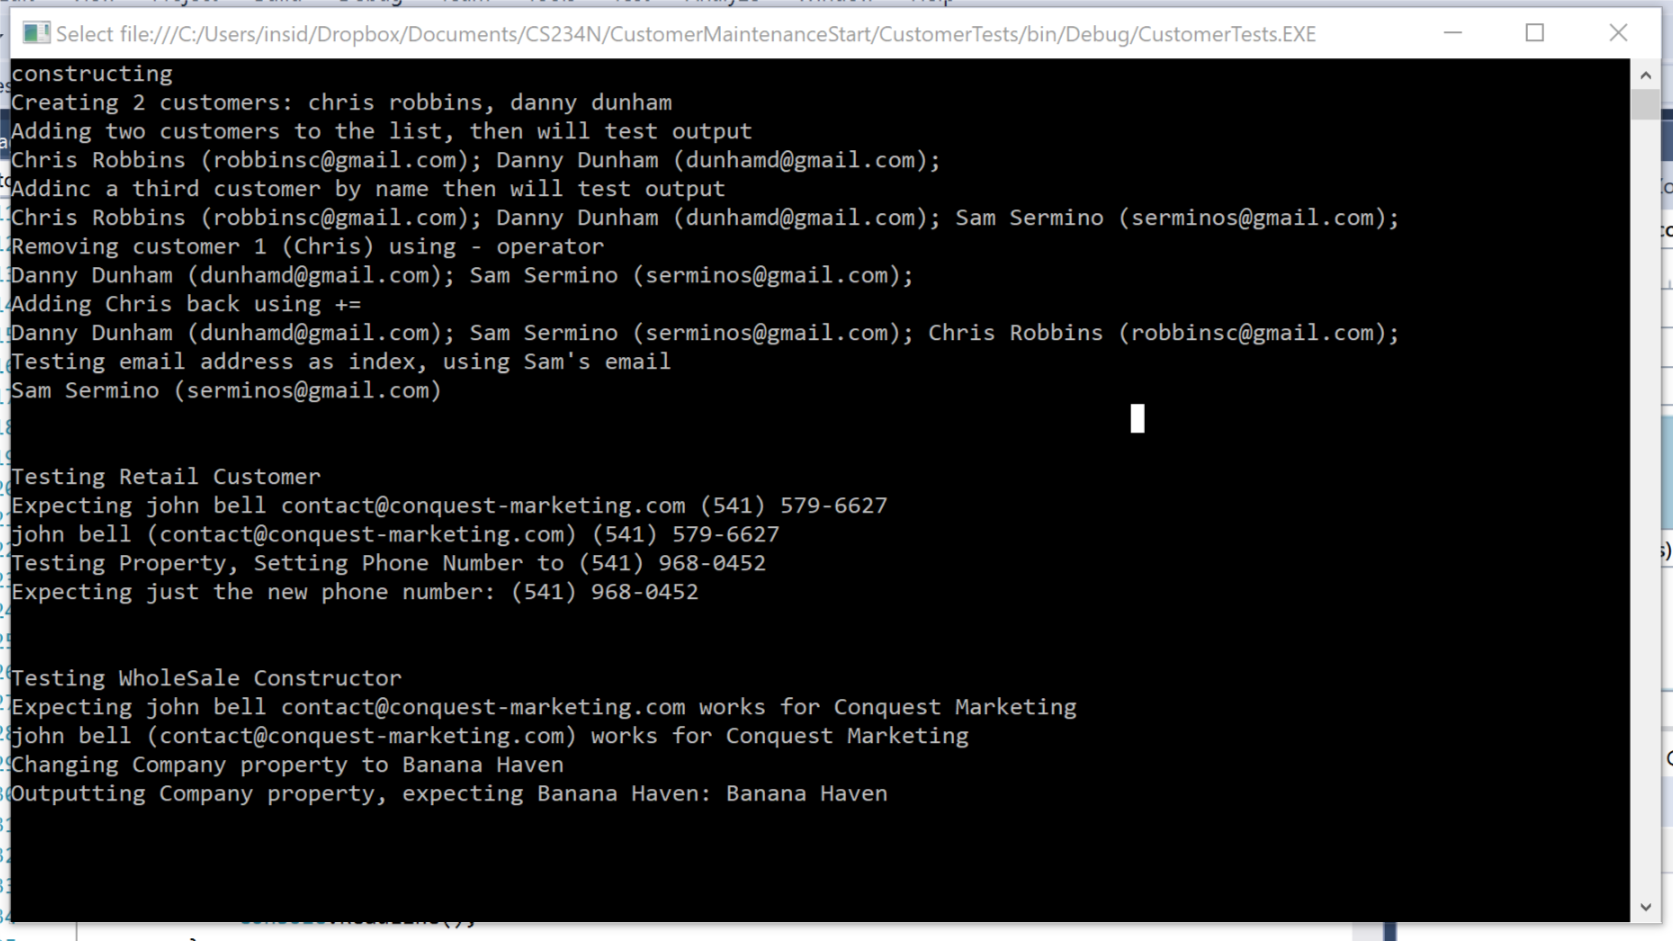 Select file:///C:/Users/insid/Dropbox/Documents/CS234N/CustomerMaintenanceStart/CustomerTests/bin/Debug/CustomerTests.EXE
constructing
Creating 2 customers: chris robbins, danny dunham
Adding two customers to the list, then will test output
Chris Robbins (robbinsc@gmail.com); Danny Dunham (dunhamd@gmail.com);
Addinc a third customer by name then will test output
Chris Robbins (robbinsc@gmail.com); Danny Dunham (dunhamd@gmail.com); Sam Sermino (serminos@gmail.com);
Removing customer 1 (Chris) using - operator
Danny Dunham (dunhamd@gmail.com); Sam Sermino (serminos@gmail.com);
Adding Chris back using +=
Danny Dunham (dunhamd@gmail.com); Sam Sermino (serminos@gmail.com); Chris Robbins (robbinsc@gmail.com);
Testing email address as index, using Sam's email
Sam Sermino (serminos@gmail.com)
Testing Retail Customer
Expecting john bell contact@conquest-marketing.com (541) 579-6627
john bell (contact@conquest-marketing.com) (541) 579-6627
Testing Property, Setting Phone Number to (541) 968-0452
Expecting just the new phone number: (541) 968-0452
Testing WholeSale Constructor
Expecting john bell contact@conquest-marketing.com works for Conquest Marketing
john bell (contact@conquest-marketing.com) works for Conquest Marketing
Changing Company property to Banana Haven
Outputting Company property, expecting Banana Haven: Banana Haven